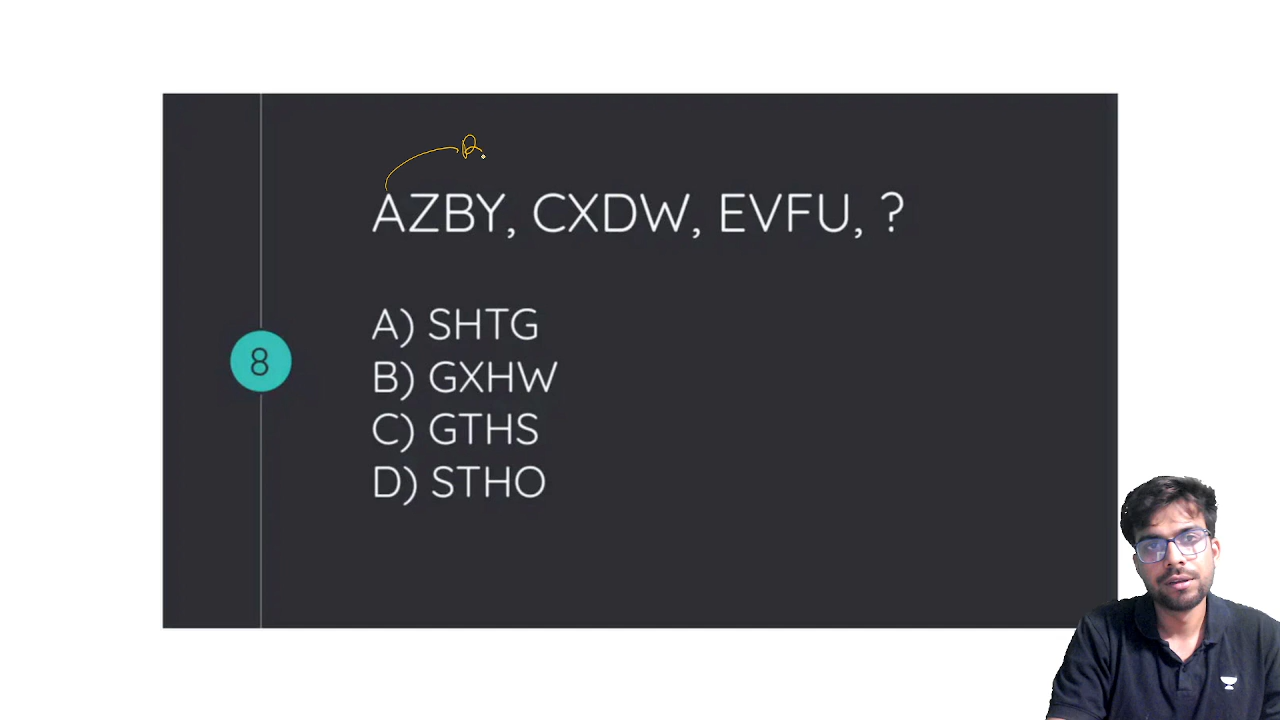 AZBY, CXDW, EVFU, ?
A) SHTG
B) GXHW
8
C) GTHS
D) STHO